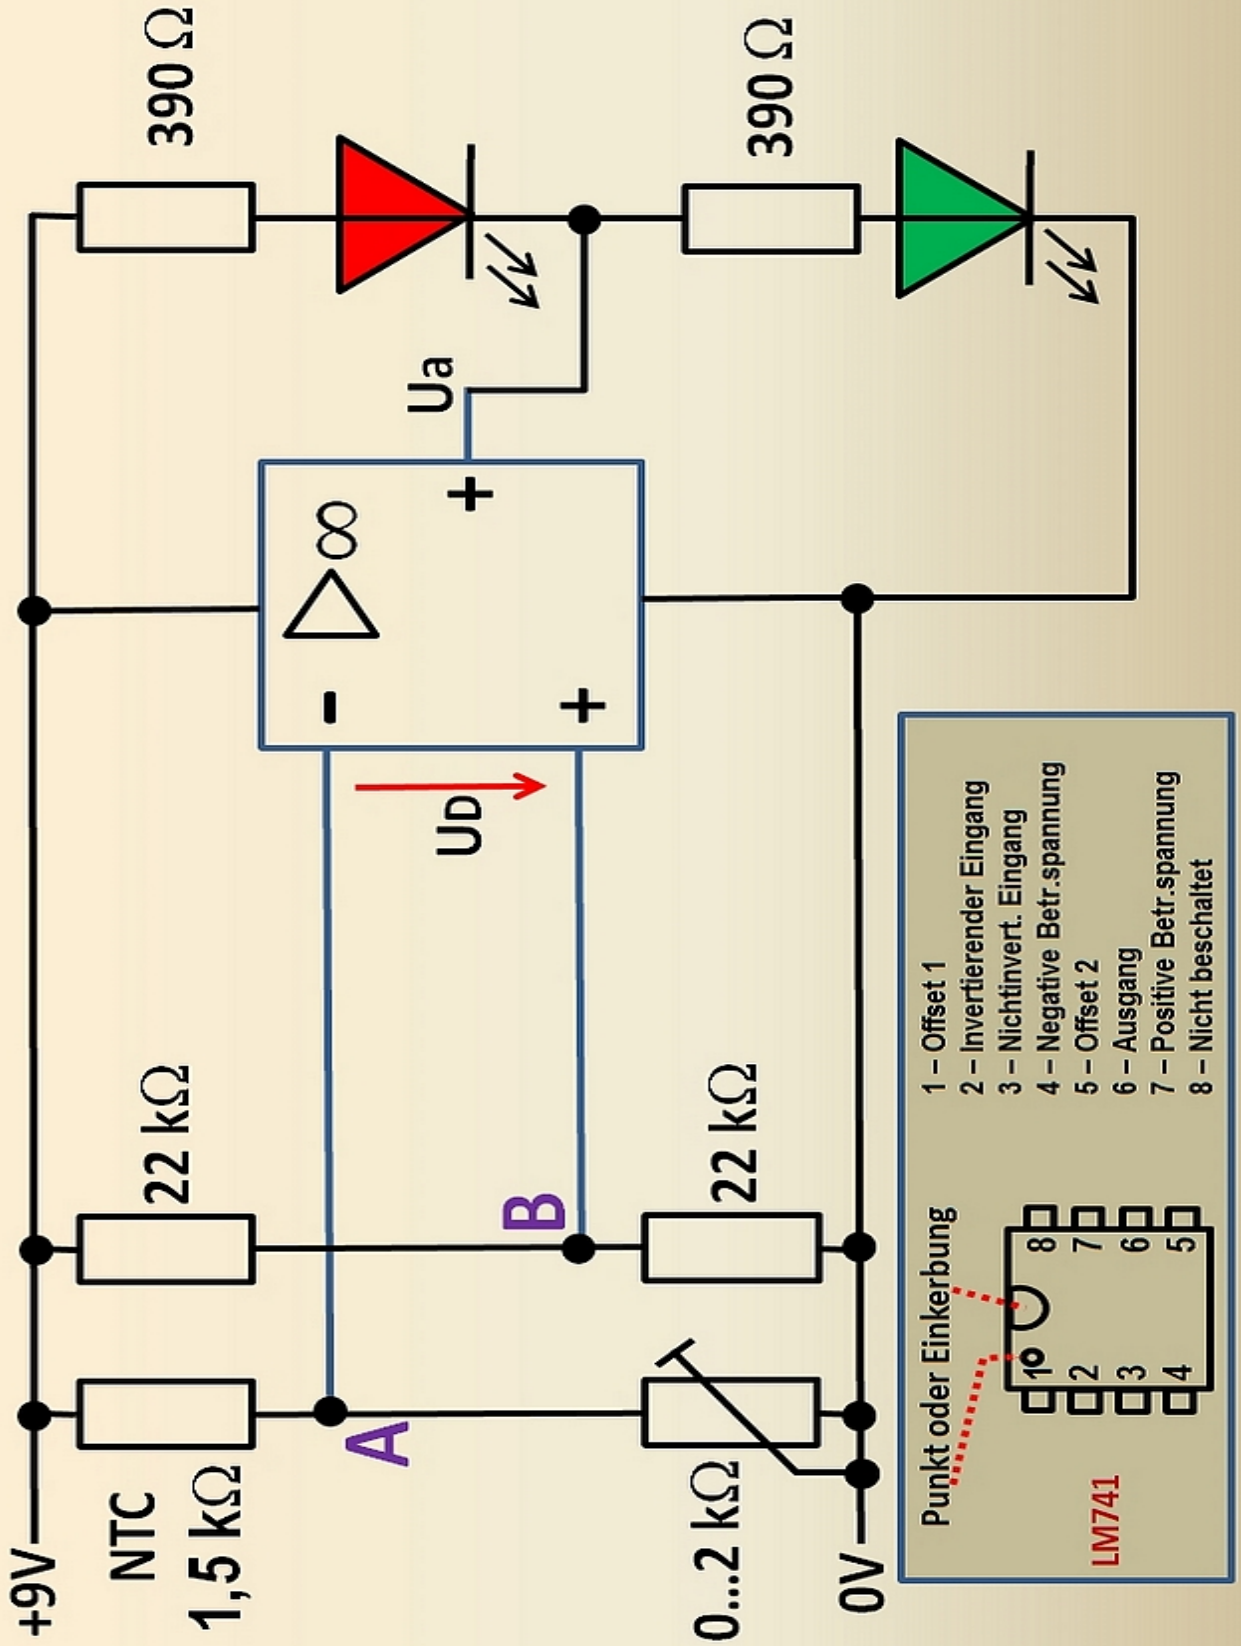 +9V
NTC
1,5 kΩ
22 kΩ
390 Ω
A
B
UD
-
+
∞
+
Ua
0...2 kΩ
22 kΩ
390 Ω
0V
Punkt oder Einkerbung
LM741
1
2
3
4
8
7
6
5
1 – Offset 1
2 – Invertierender Eingang
3 – Nichtinvert. Eingang
4 – Negative Betr.spannung
5 – Offset 2
6 – Ausgang
7 – Positive Betr.spannung
8 – Nicht beschaltet